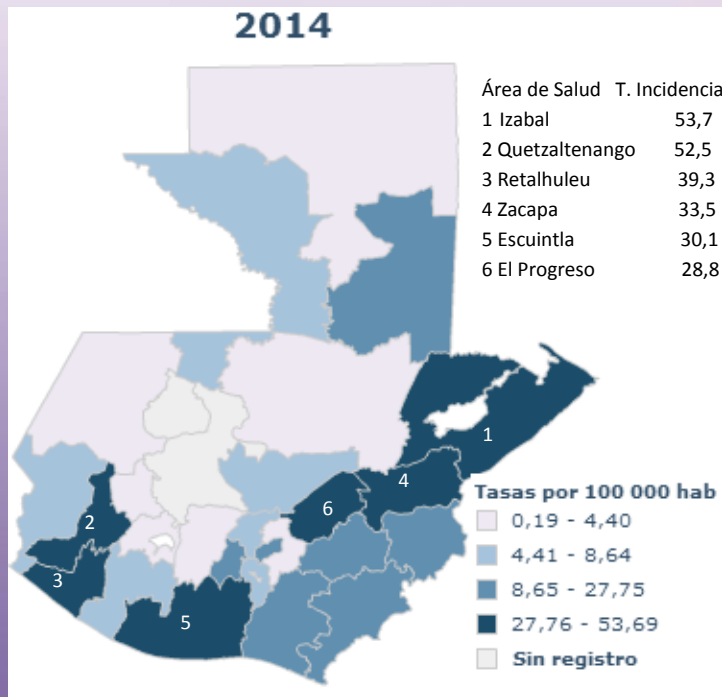 2014
Área de Salud T. Incidencia
1 Izabal 53,7
2 Quetzaltenango 52,5
3 Retalhuleu 39,3
4 Zacapa 33,5
5 Escuintla 30,1
6 El Progreso 28,8
1
4
6
2
3
5
Tasas por 100 000 hab
0,19 - 4,40
4,41 - 8,64
8,65 - 27,75
27,76 - 53,69
Sin registro